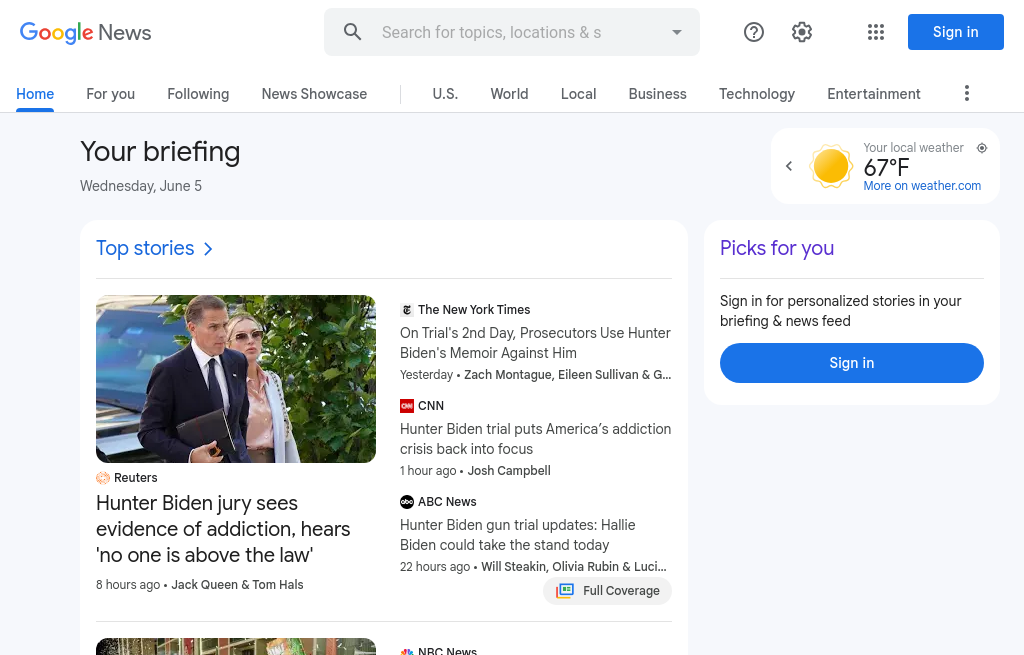 Google News
Search for topics, locations & s
Sign in
Home
For you
Following
News Showcase
U.S.
World
Local
Business
Technology
Entertainment
Your briefing
Wednesday, June 5
Your local weather
67°F
More on weather.com
Top stories
Reuters
Hunter Biden jury sees
evidence of addiction, hears
'no one is above the law'
8 hours ago • Jack Queen & Tom Hals
The New York Times
On Trial's 2nd Day, Prosecutors Use Hunter
Biden's Memoir Against Him
Yesterday • Zach Montague, Eileen Sullivan & G...
CNN
CNN
Hunter Biden trial puts America’s addiction
crisis back into focus
1 hour ago • Josh Campbell
abc
ABC News
Hunter Biden gun trial updates: Hallie
Biden could take the stand today
22 hours ago • Will Steakin, Olivia Rubin & Luci...
Full Coverage
NBC News
Picks for you
Sign in for personalized stories in your
briefing & news feed
Sign in